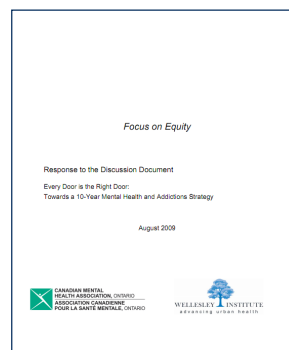 Focus on Equity
Response to the Discussion Document
Every Door is the Right Door:
Towards a 10-Year Mental Health and Addictions Strategy
August 2009
CANADIAN MENTAL
HEALTH ASSOCIATION, ONTARIO
ASSOCIATION CANADIENNE
POUR LA SANTÉ MENTALE, ONTARIO
WELLESLEY INSTITUTE
advancing urban health